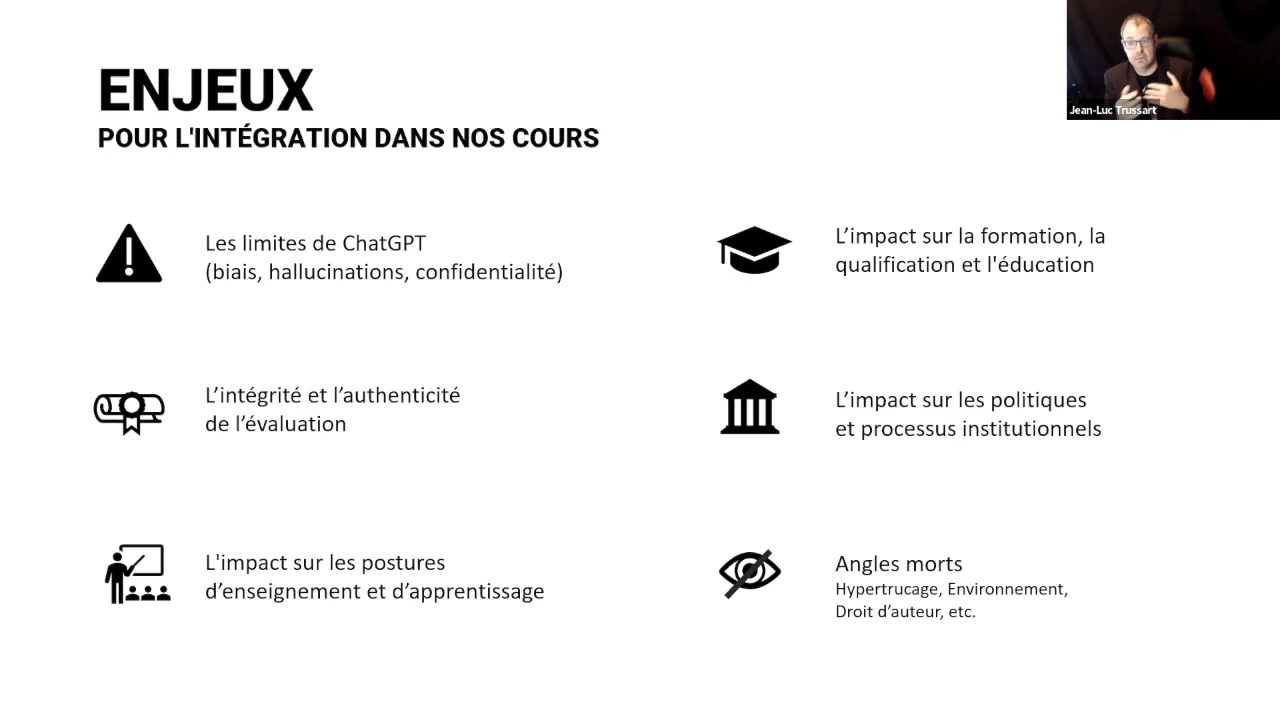 ENJEUX
POUR L'INTÉGRATION DANS NOS COURS
Jean-Luc Trussart
Les limites de ChatGPT
(biais, hallucinations, confidentialité)
L’intégrité et l’authenticité
de l’évaluation
L'impact sur les postures
d’enseignement et d’apprentissage
L’impact sur la formation, la
qualification et l'éducation
L’impact sur les politiques
et processus institutionnels
Angles morts
Hypertrucage, Environnement,
Droit d’auteur, etc.